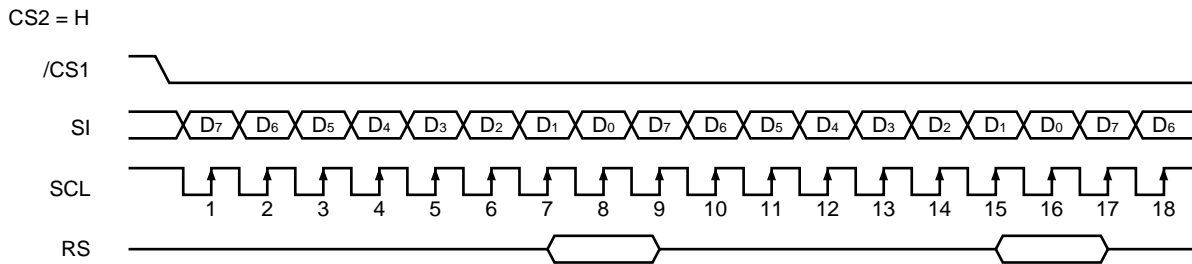 CS2 = H
/CS1
SI D7 D6 D5 D4 D3 D2 D1 D0 D7 D6 D5 D4 D3 D2 D1 D0 D7 D6
SCL
1 2 3 4 5 6 7 8 9 10 11 12 13 14 15 16 17 18
RS